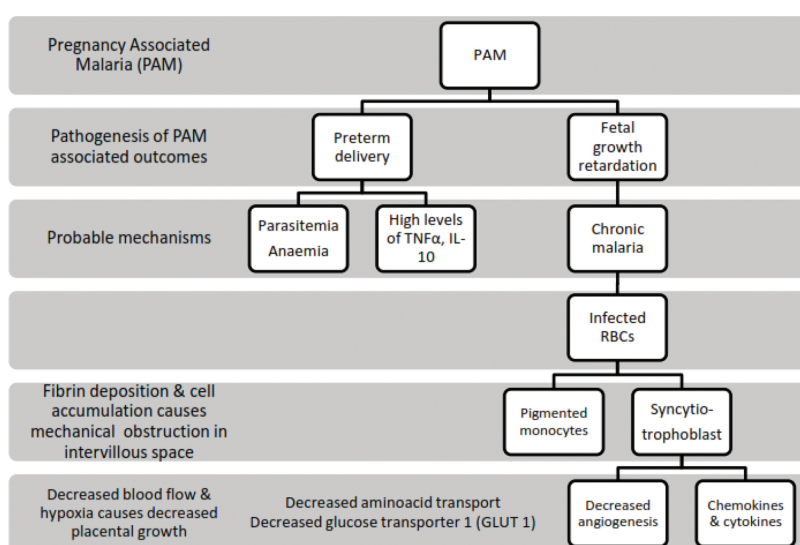 Pregnancy Associated
Malaria (PAM)
PAM
Pathogenesis of PAM
associated outcomes
Preterm
delivery
Fetal
growth
retardation
Probable mechanisms
Parasitemia
Anaemia
High levels
of TNFα, IL-
10
Chronic
malaria
Infected
RBCs
Fibrin deposition & cell
accumulation causes
mechanical obstruction in
intervillous space
Pigmented
monocytes
Syncytio-
trophoblast
Decreased blood flow &
hypoxia causes decreased
placental growth
Decreased aminoacid transport
Decreased glucose transporter 1 (GLUT 1)
Decreased
angiogenesis
Chemokines
& cytokines